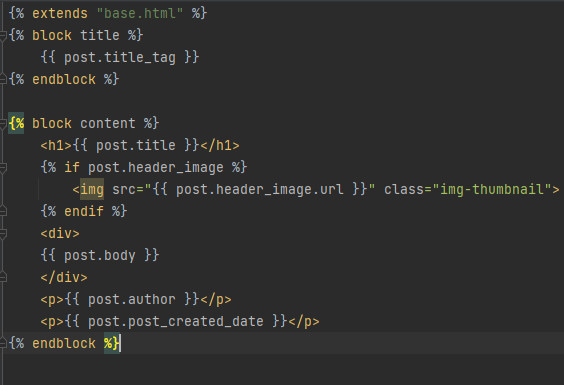 {% extends "base.html" %}
{% block title %}
    {{ post.title_tag }}
{% endblock %}

{% block content %}
    <h1>{{ post.title }}</h1>
    {% if post.header_image %}
        <img src="{{ post.header_image.url }}" class="img-thumbnail">
    {% endif %}
    <div>
    {{ post.body }}
    </div>
    <p>{{ post.author }}</p>
    <p>{{ post.post_created_date }}</p>
{% endblock %}